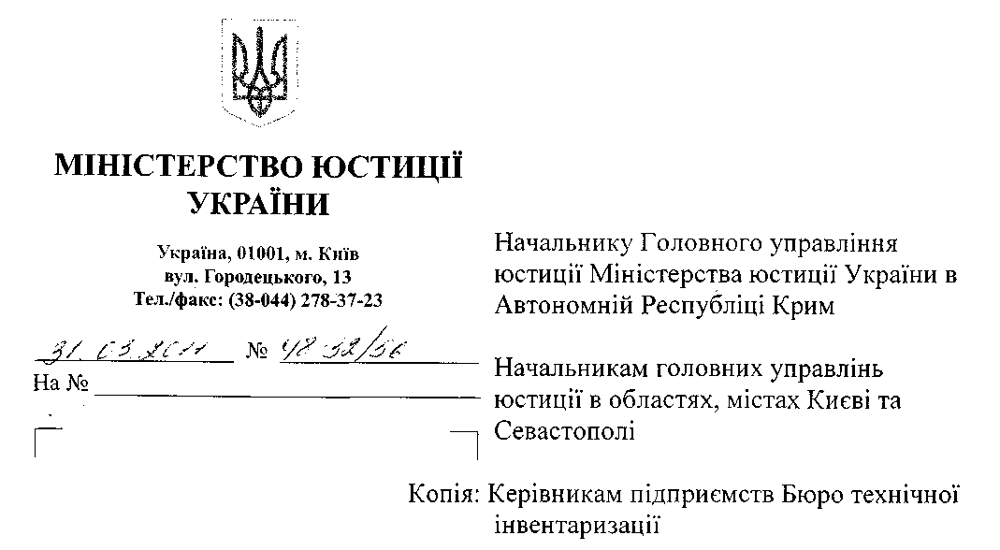 МІНІСТЕРСТВО ЮСТИЦІЇ
УКРАЇНИ
Україна, 01001, м. Київ
вул. Городецького, 13
Тел./факс: (38-044) 278-37-23
31.03.2011 № 48-32/56
На №
Начальнику Головного управління
юстиції Міністерства юстиції України в
Автономній Республіці Крим
Начальникам головних управлінь
юстиції в областях, містах Києві та
Севастополі
Копія: Керівникам підприємств Бюро технічної
інвентаризації